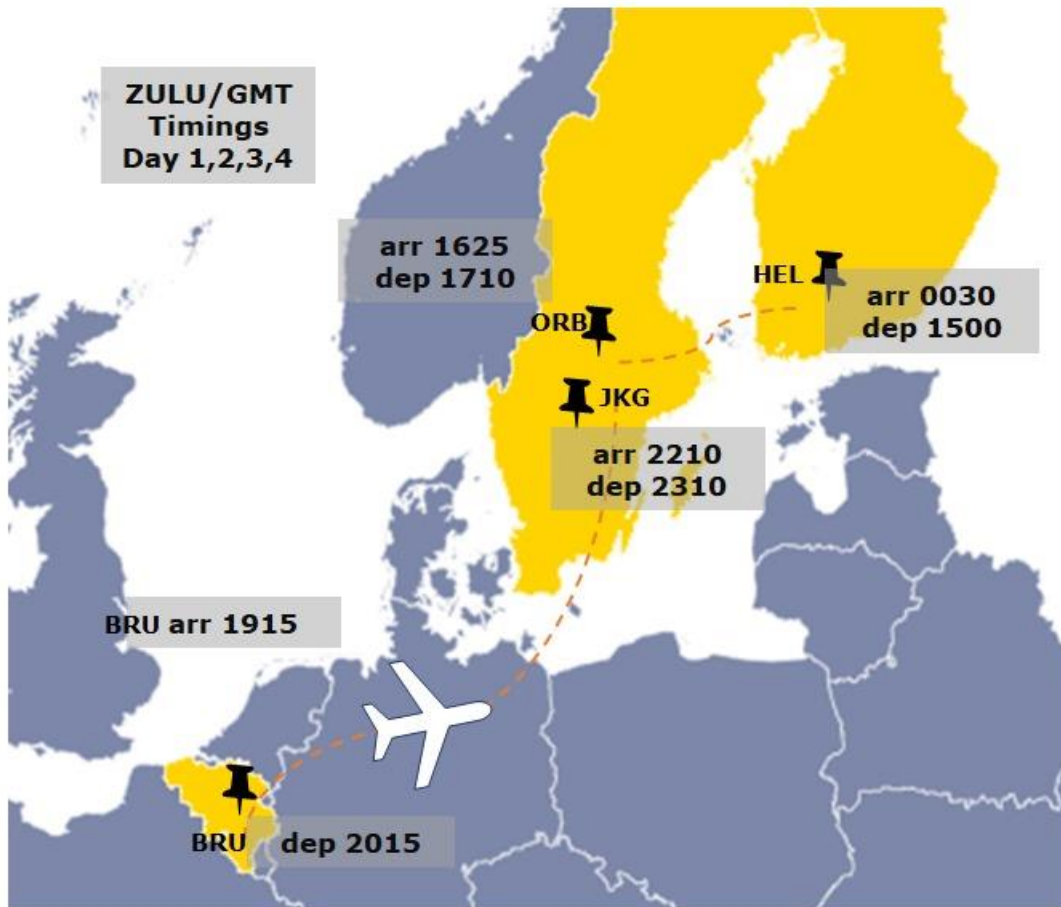 ZULU/GMT
Timings
Day 1,2,3,4
arr 1625
dep 1710
HEL
arr 0030
dep 1500
ORB
JKG
arr 2210
dep 2310
BRU arr 1915
BRU
dep 2015